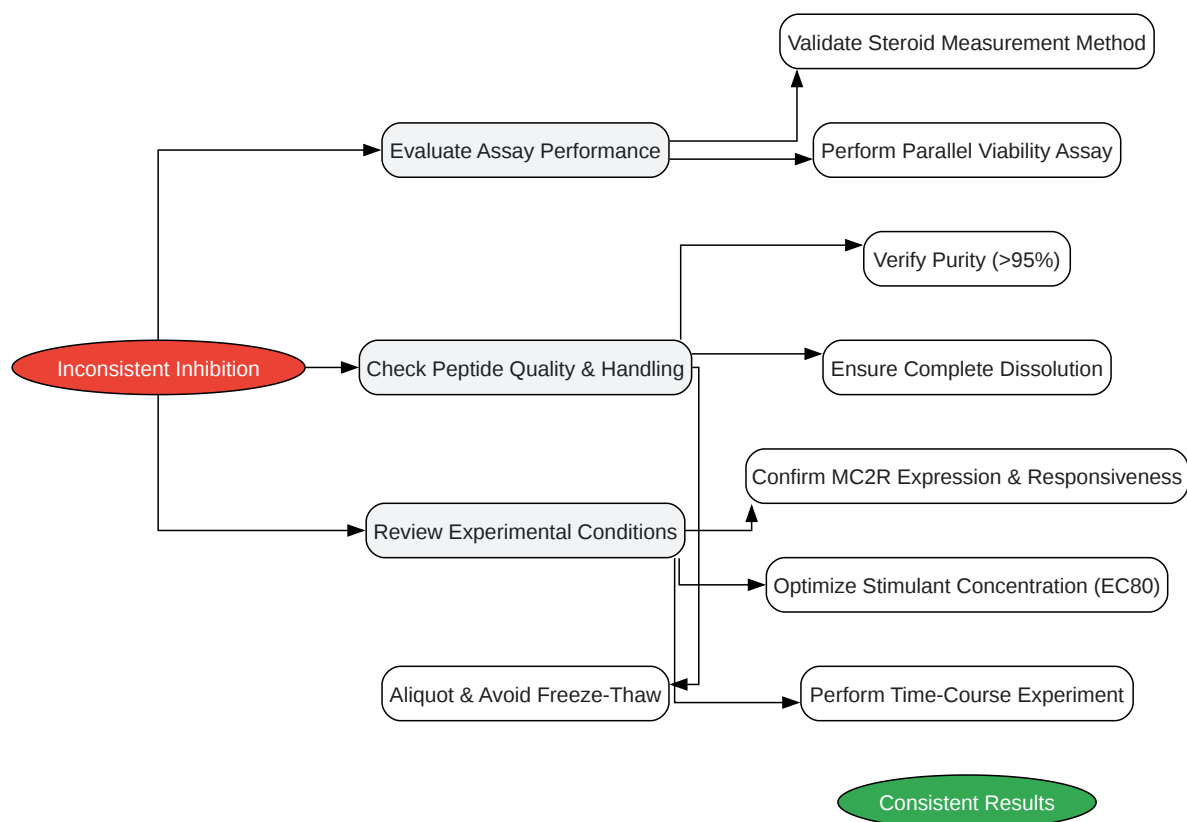 Validate Steroid Measurement Method
Evaluate Assay Performance
Perform Parallel Viability Assay
Verify Purity (>95%)
Inconsistent Inhibition
Check Peptide Quality & Handling
Ensure Complete Dissolution
Confirm MC2R Expression & Responsiveness
Review Experimental Conditions
Optimize Stimulant Concentration (EC80)
Aliquot & Avoid Freeze-Thaw
Perform Time-Course Experiment
Consistent Results